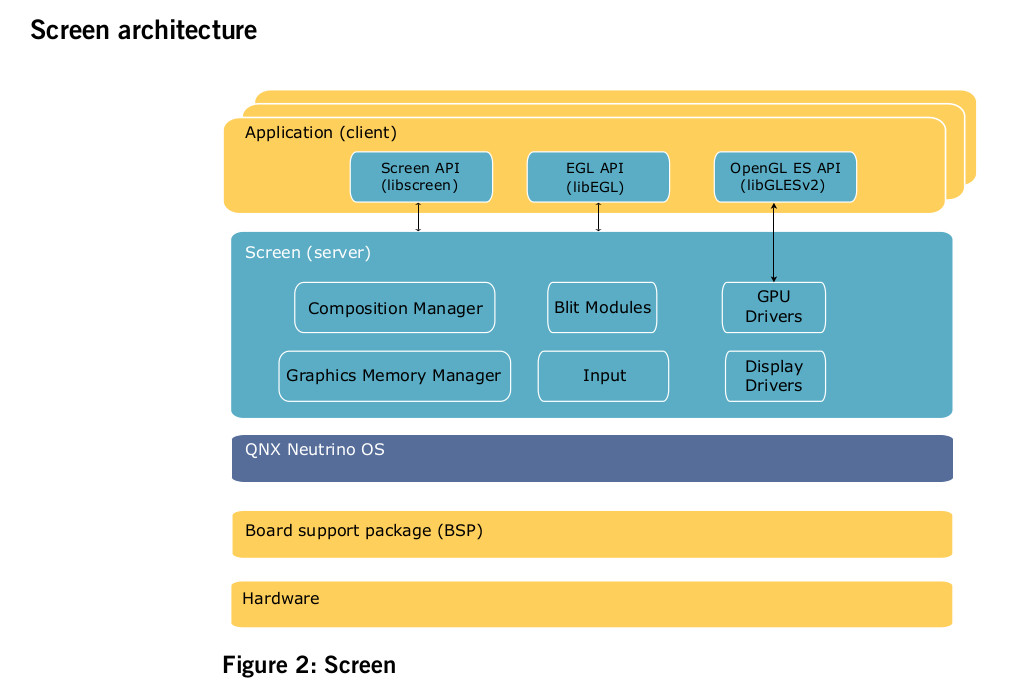 Screen architecture
Application (client)
Screen API
(libscreen)
EGL API
(libEGL)
OpenGL ES API
(libGLESv2)
Screen (server)
Composition Manager
Blit Modules
GPU
Drivers
Graphics Memory Manager
Input
Display
Drivers
QNX Neutrino OS
Board support package (BSP)
Hardware
Figure 2: Screen